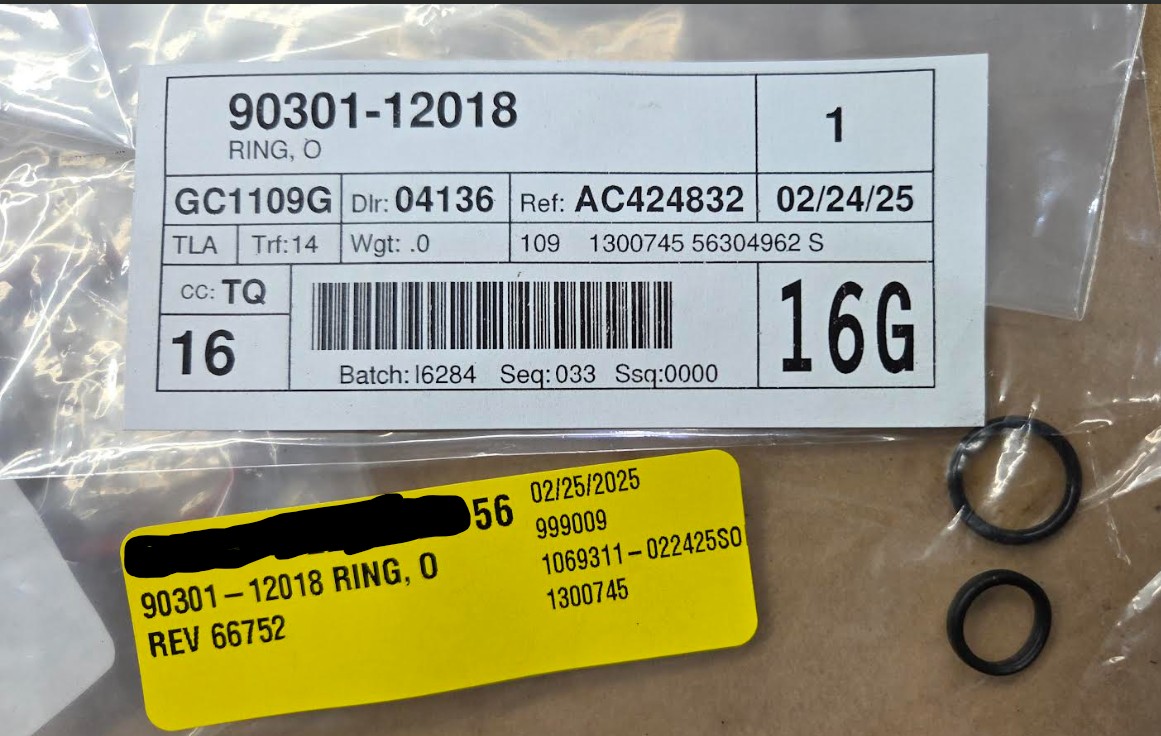 90301-12018
RING, O
1
GC1109G Dlr: 04136 Ref: AC424832 02/24/25
TLA Trf:14 Wgt: .0 109 1300745 56304962 S
CC: TQ
16
Batch: I6284 Seq: 033 Ssq:0000
16G
56
90301-12018 RING, O
REV 66752
02/25/2025
999009
1069311-022425SO
1300745